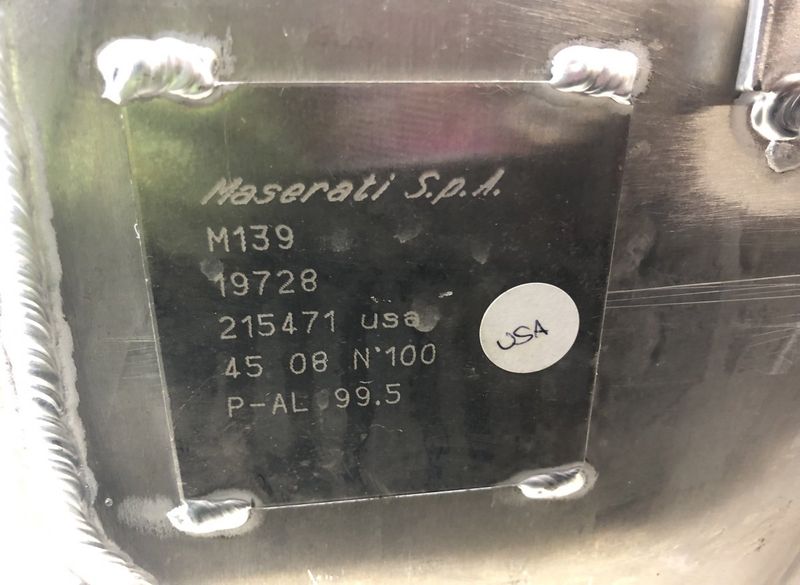 Maserati S.p.A.
M139
19728
215471 usa
45 08 N°100
P-AL 99.5
USA